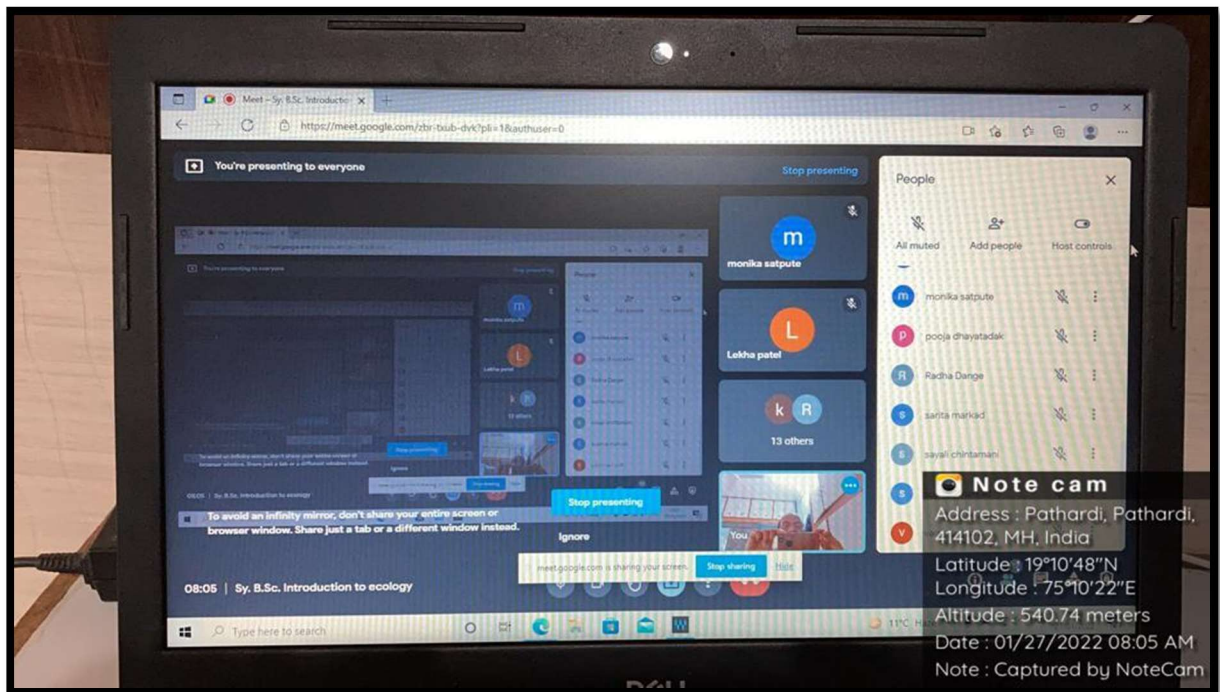 Meet - Sy. B.Sc. Introductio
https://meet.google.com/zbr-txub-dvk?pli=1&authuser=0
You're presenting to everyone
Stop presenting
monika satpute
Lekha patel
k R
13 others
You
To avoid an infinity mirror, don't share your entire screen or
browser window. Share just a tab or a different window instead.
Stop presenting
Ignore
meet.google.com is sharing your screen.
Stop sharing
Hide
People
All muted
Add people
Host controls
m monika satpute
p pooja dhayatadak
R Radha Dange
s sarita markad
s sayali chintamani
s
v
08:05 | Sy. B.Sc. Introduction to ecology
Type here to search
11°C
DELL
Note cam
Address : Pathardi, Pathardi,
414102, MH, India
Latitude : 19°10'48"N
Longitude : 75°10'22"E
Altitude : 540.74 meters
Date : 01/27/2022 08:05 AM
Note : Captured by NoteCam